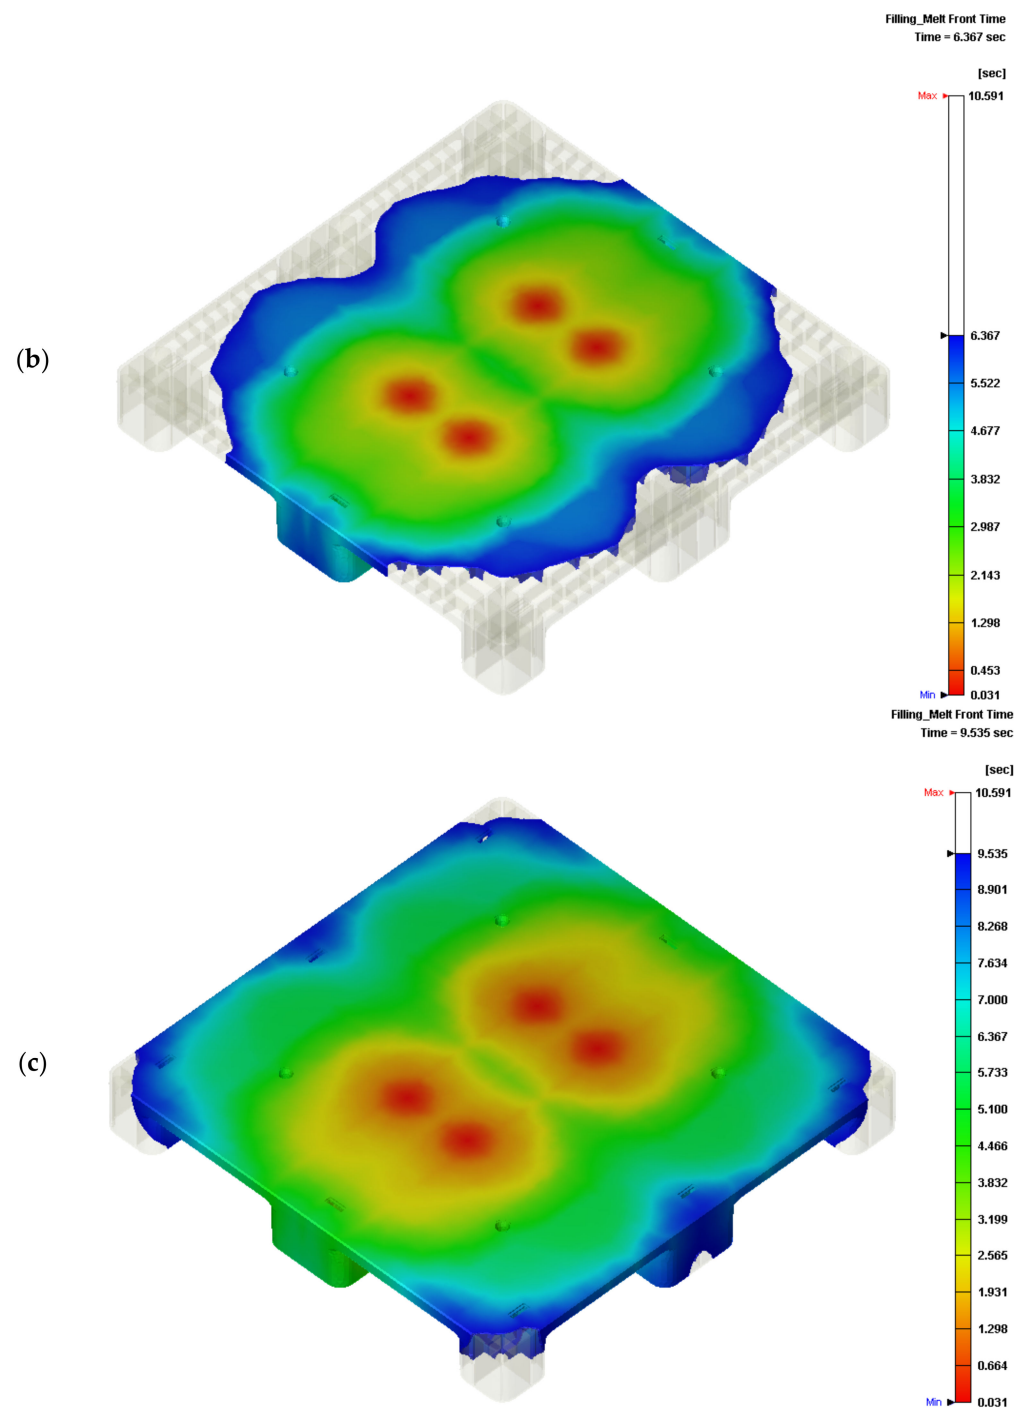 Filling_Melt Front Time
Time = 6.367 sec
[sec]
Max 10.591
(b)
6.367
5.522
4.677
3.832
2.987
2.143
1.298
0.453
Min 0.031
Filling_Melt Front Time
Time = 9.535 sec
[sec]
Max 10.591
9.535
8.901
8.268
7.634
7.000
(c)
6.367
5.733
5.100
4.466
3.832
3.199
2.565
1.931
1.298
0.664
Min 0.031